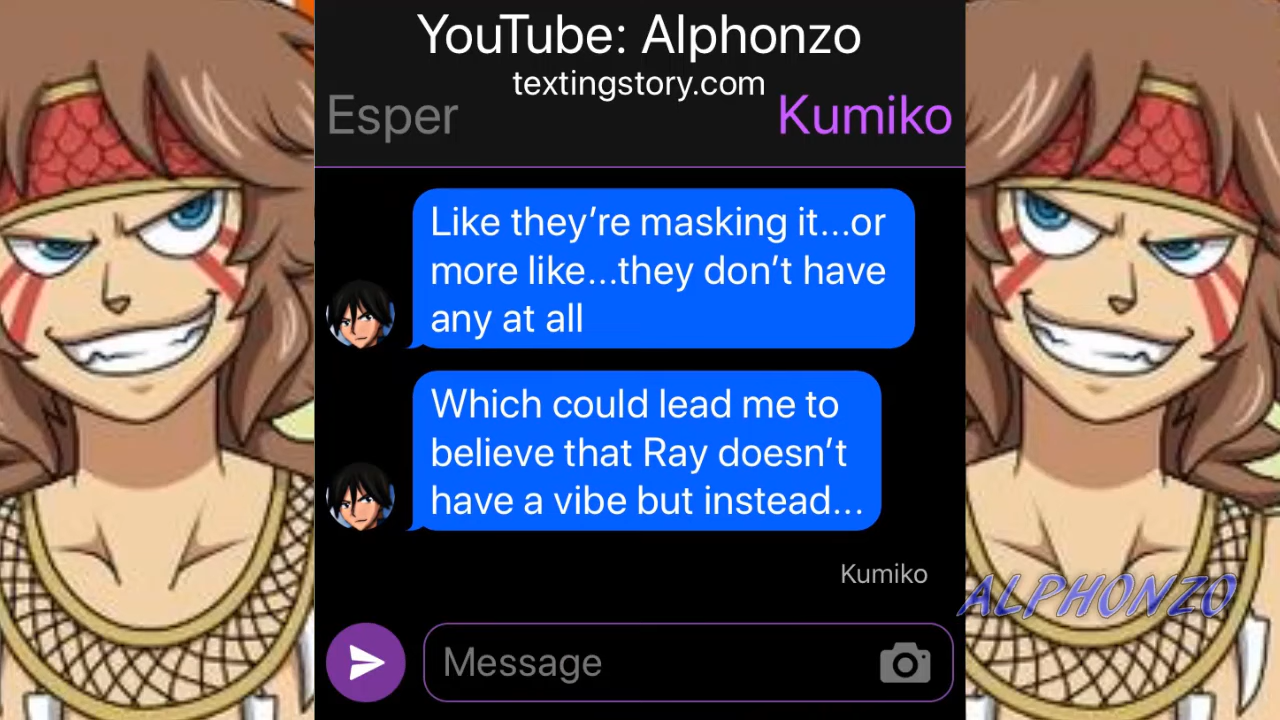 YouTube: Alphonzo
textingstory.com
Esper
Kumiko
Like they’re masking it...or
more like...they don’t have
any at all
Which could lead me to
believe that Ray doesn’t
have a vibe but instead...
Kumiko
ALPHONZO
Message